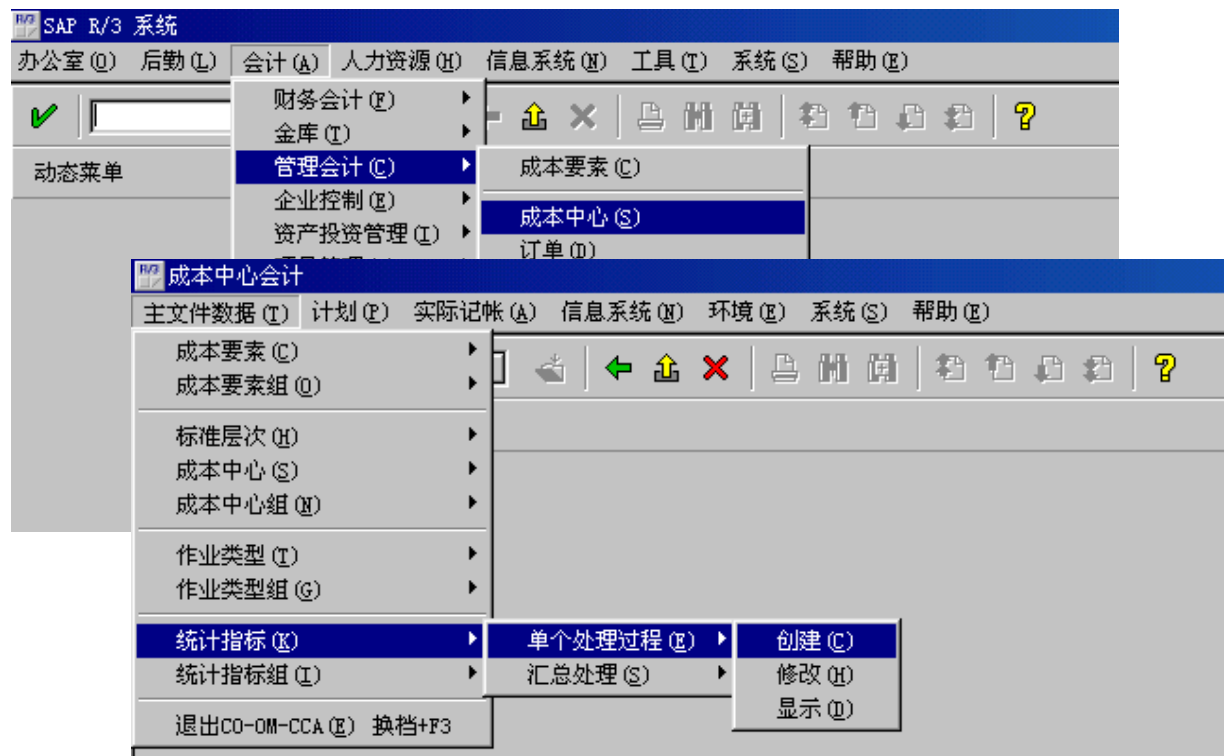 SAP R/3 系统
办公室(O) 后勤(L) 会计(A) 人力资源(H) 信息系统(N) 工具(T) 系统(S) 帮助(E)
财务会计(F)
金库(T)
动态菜单
管理会计(C)
成本要素(C)
企业控制(E)
成本中心(S)
资产投资管理(I)
订单(D)
成本中心会计
主文件数据(T) 计划(P) 实际记帐(A) 信息系统(N) 环境(E) 系统(S) 帮助(E)
成本要素(C)
成本要素组(O)
标准层次(H)
成本中心(S)
成本中心组(N)
作业类型(T)
作业类型组(G)
统计指标(K)
单个处理过程(E)
创建(C)
统计指标组(I)
汇总处理(S)
修改(H)
显示(D)
退出CO-OM-CCA(E) 换档+F3